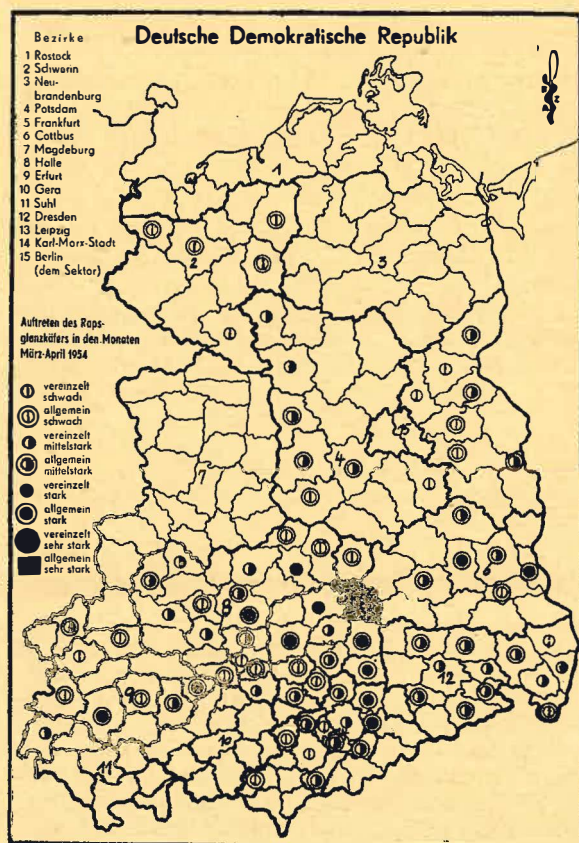 Deutsche Demokratische Republik
Bezirke
1 Rostock
2 Schwerin
3 Neu-
brandenburg
4 Potsdam
5 Frankfurt
6 Cottbus
7 Magdeburg
8 Halle
9 Erfurt
10 Gera
11 Suhl
12 Dresden
13 Leipzig
14 Karl-Marx-Stadt
15 Berlin
(dem Sektor)
Auftreten des Raps-
glanzkäfers in den Monaten
März-April 1954
vereinzelt
schwach
allgemein
schwach
vereinzelt
mittelstark
allgemein
mittelstark
vereinzelt
stark
allgemein
stark
vereinzelt
sehr stark
allgemein
sehr stark
1
2
3
4
15
7
8
9
12
10
11